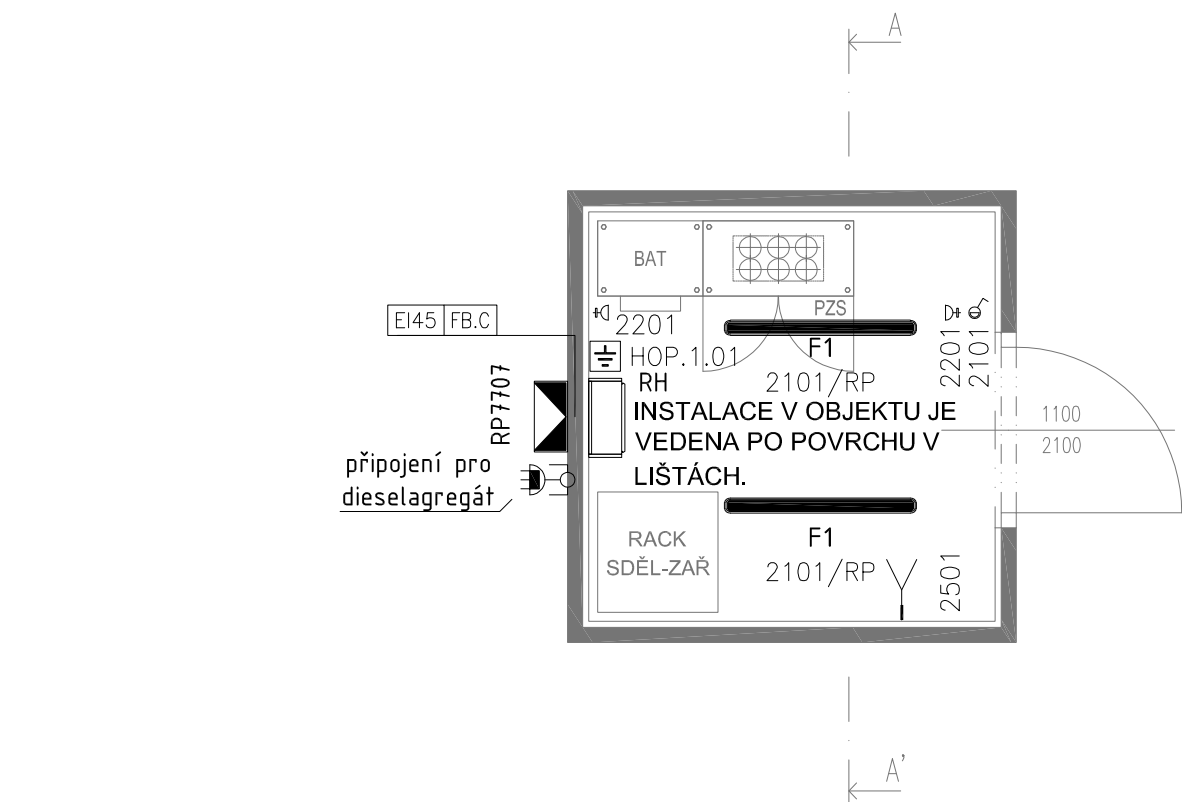 A
BAT
PZS
EI45 FB.C
2201
F1
2201
2101
HOP.1.01
RH
2101/RP
RP7707
INSTALACE V OBJEKTU JE
VEDENA PO POVRCHU V
LIŠTÁCH.
1100
2100
připojení pro
dieselagregát
RACK
SDĚL-ZAŘ
F1
2101/RP
2501
A'